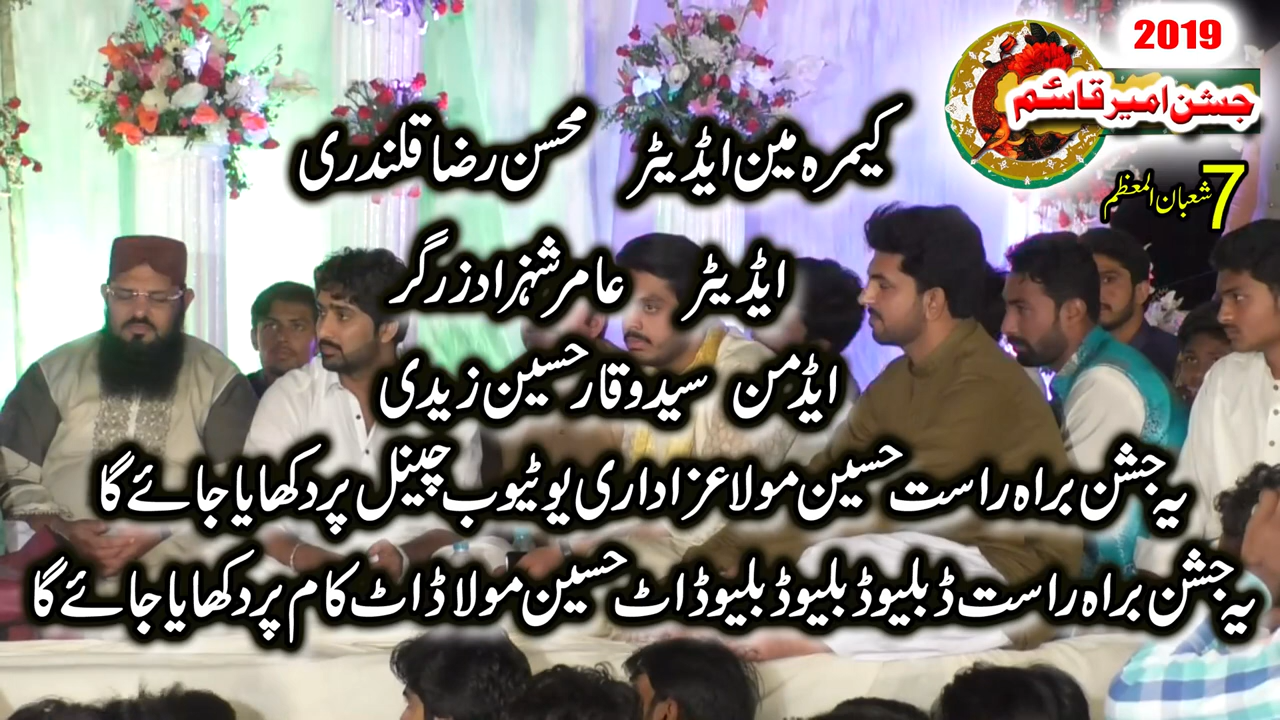 2019
جشن امیر قاسم
7 شعبان المعظم
کیمرہ مین ایڈیٹر محسن رضا قلندری
ایڈیٹر عامر شہزاد زرگر
ایڈمن سید وقار حسین زیدی
یہ جشن براہ راست حسین مولا عزاداری یوٹیوب چینل پر دکھایا جائے گا
یہ جشن براہ راست ڈبلیو ڈبلیو ڈبلیو ڈاٹ حسین مولا ڈاٹ کام پر دکھایا جائے گا